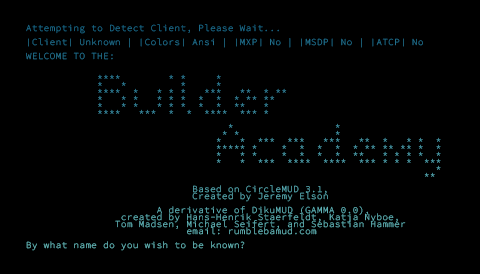 Attempting to Detect Client, Please Wait...
|Client| Unknown | |Colors| Ansi | |MXP| No | |MSDP| No | |ATCP| No
WELCOME TO THE:
Builder
Academy
Based on CircleMUD 3.1,
Created by Jeremy Elson
A derivative of DikuMUD (GAMMA 0.0),
created by Hans-Henrik Staerfeldt, Katja Nyboe,
Tom Madsen, Michael Seifert, and Sebastian Hammer
email: rumblebamud.com
By what name do you wish to be known?